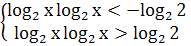 log₂ x log₂ x < −log₂ 2
log₂ x log₂ x > log₂ 2